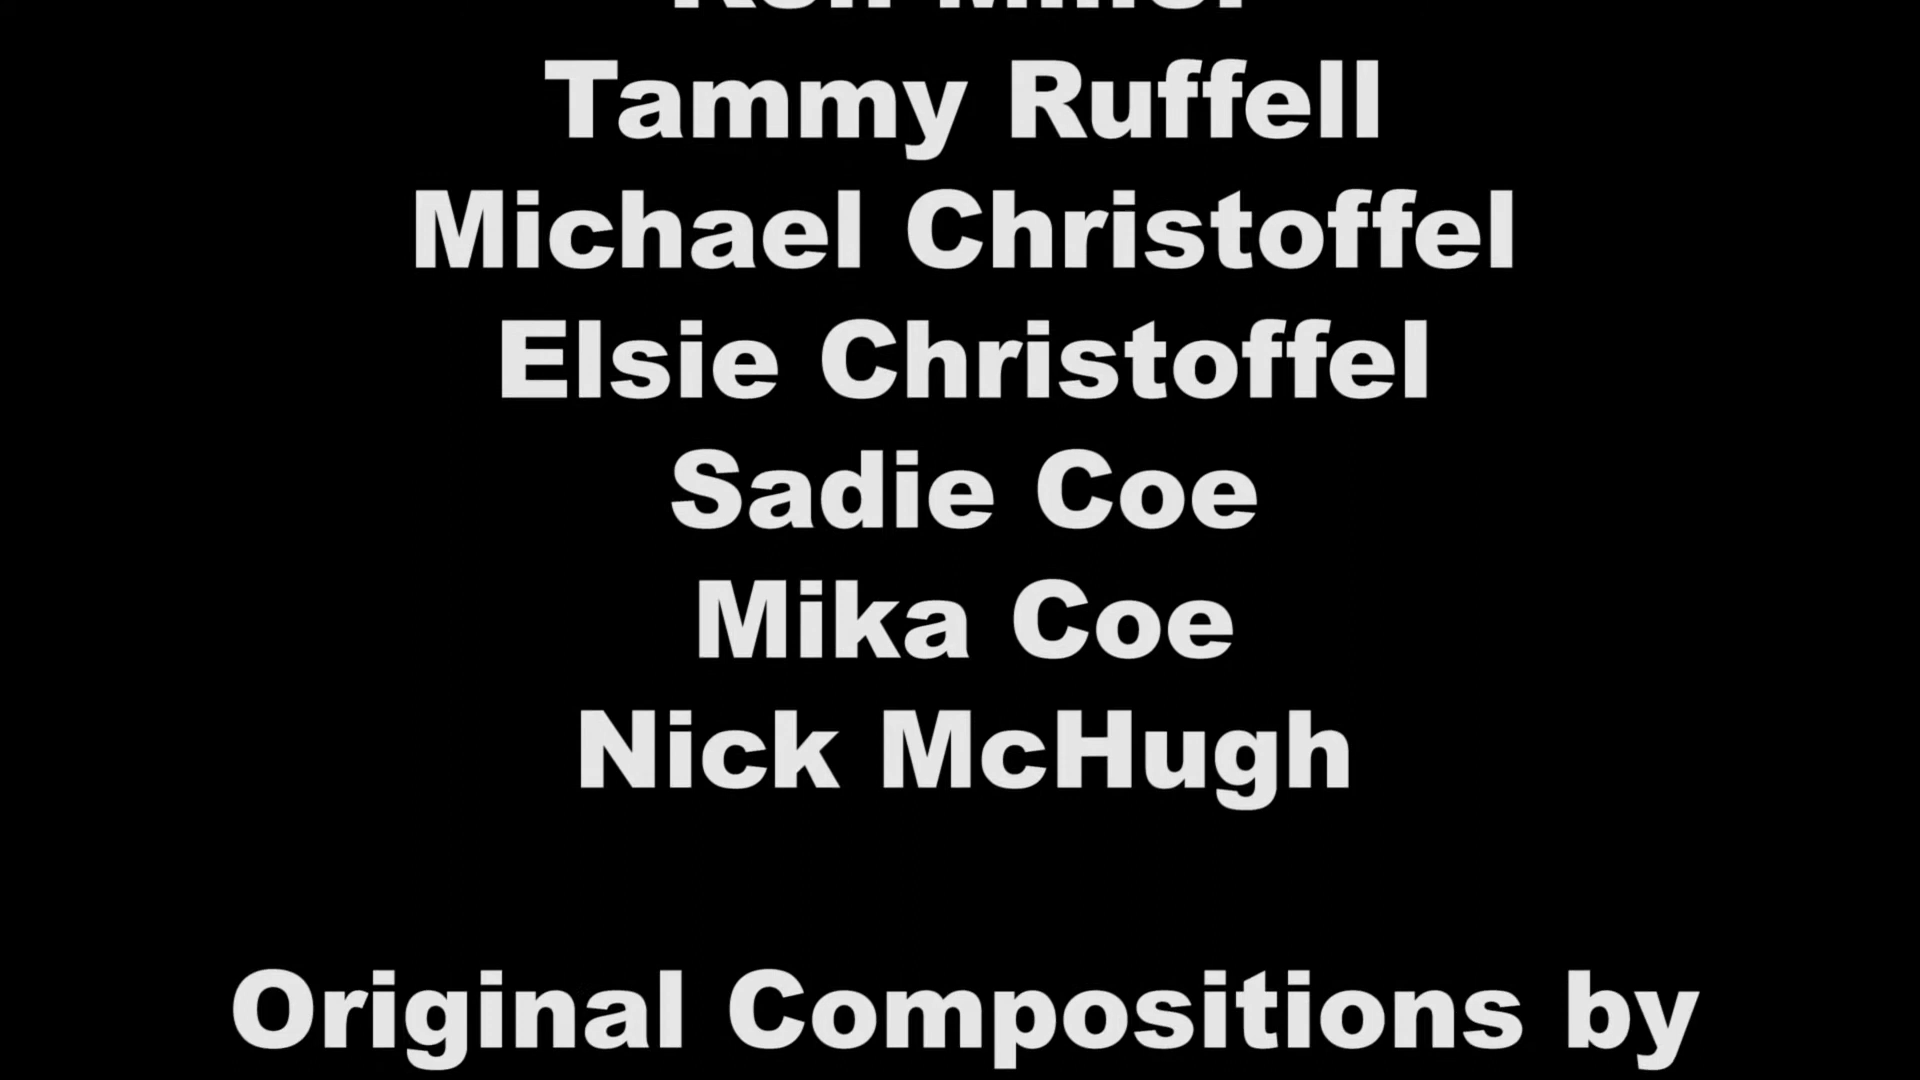 Tammy Ruffell
Michael Christoffel
Elsie Christoffel
Sadie Coe
Mika Coe
Nick McHugh
Original Compositions by